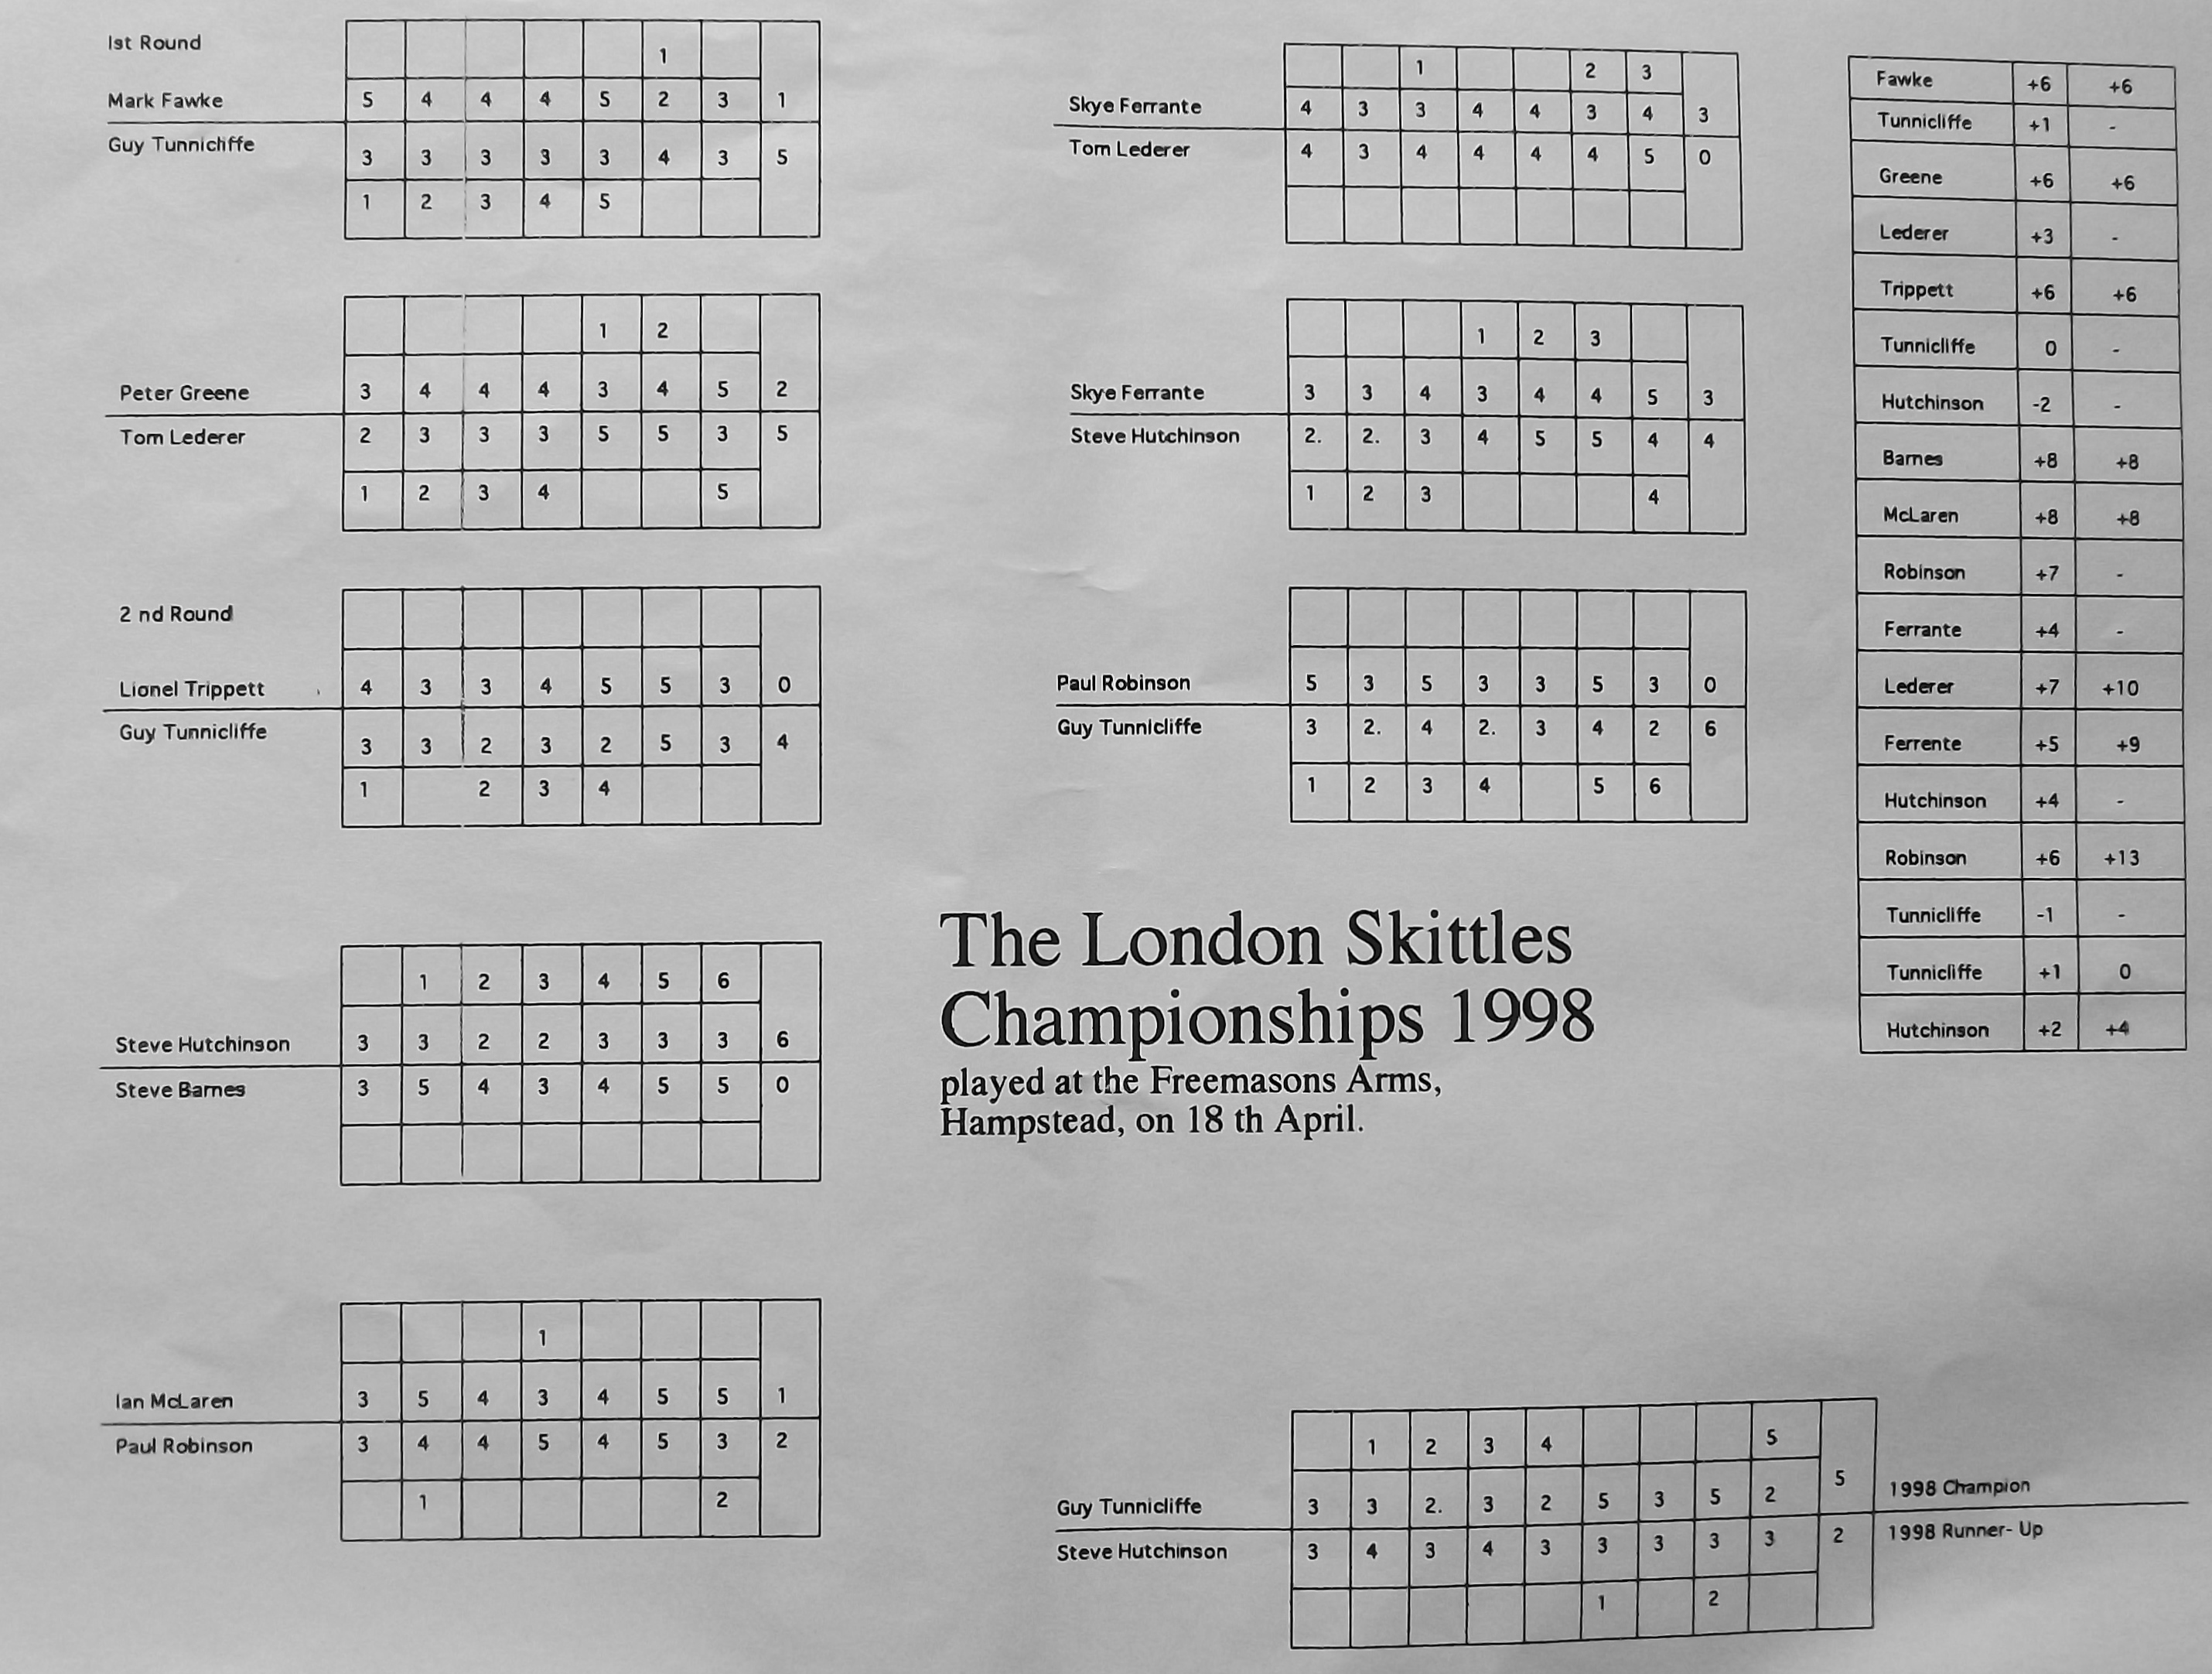 Ist Round
1
Mark Fawke 5 4 4 4 5 2 3 1
Guy Tunnicliffe 3 3 3 3 3 4 3 5
1 2 3 4 5
1 2
Peter Greene 3 4 4 4 3 4 5 2
Tom Lederer 2 3 3 3 5 5 3 5
1 2 3 4 5
2 nd Round
Lionel Trippett 4 3 3 4 5 5 3 0
Guy Tunnicliffe 3 3 2 3 2 5 3 4
1 2 3 4
1 2 3 4 5 6
Steve Hutchinson 3 3 2 2 3 3 3 6
Steve Barnes 3 5 4 3 4 5 5 0
1
Ian McLaren 3 5 4 3 4 5 5 1
Paul Robinson 3 4 4 5 4 5 3 2
1 2
1 2 3
Skye Ferrante 4 3 3 4 4 3 4 3
Tom Lederer 4 3 4 4 4 4 5 0
1 2 3
Skye Ferrante 3 3 4 3 4 4 5 3
Steve Hutchinson 2. 2. 3 4 5 5 4 4
1 2 3 4
Paul Robinson 5 3 5 3 3 5 3 0
Guy Tunnicliffe 3 2. 4 2. 3 4 2 6
1 2 3 4 5 6
The London Skittles
Championships 1998
played at the Freemasons Arms,
Hampstead, on 18 th April.
1 2 3 4 5
Guy Tunnicliffe 3 3 2. 3 2 5 3 5 2 5 1998 Champion
Steve Hutchinson 3 4 3 4 3 3 3 3 3 2 1998 Runner- Up
1 2
Fawke +6 +6
Tunnicliffe +1 -
Greene +6 +6
Lederer +3 -
Trippett +6 +6
Tunnicliffe 0 -
Hutchinson -2 -
Barnes +8 +8
McLaren +8 +8
Robinson +7 -
Ferrante +4 -
Lederer +7 +10
Ferrente +5 +9
Hutchinson +4 -
Robinson +6 +13
Tunnicliffe -1 -
Tunnicliffe +1 0
Hutchinson +2 +4